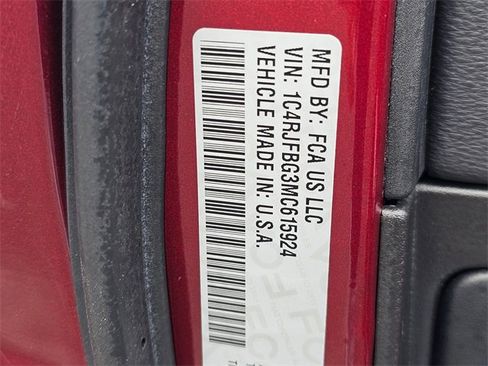 MFD BY: FCA US LLC
VIN: 1C4RJFBG3MC615924
VEHICLE MADE IN: U.S.A.